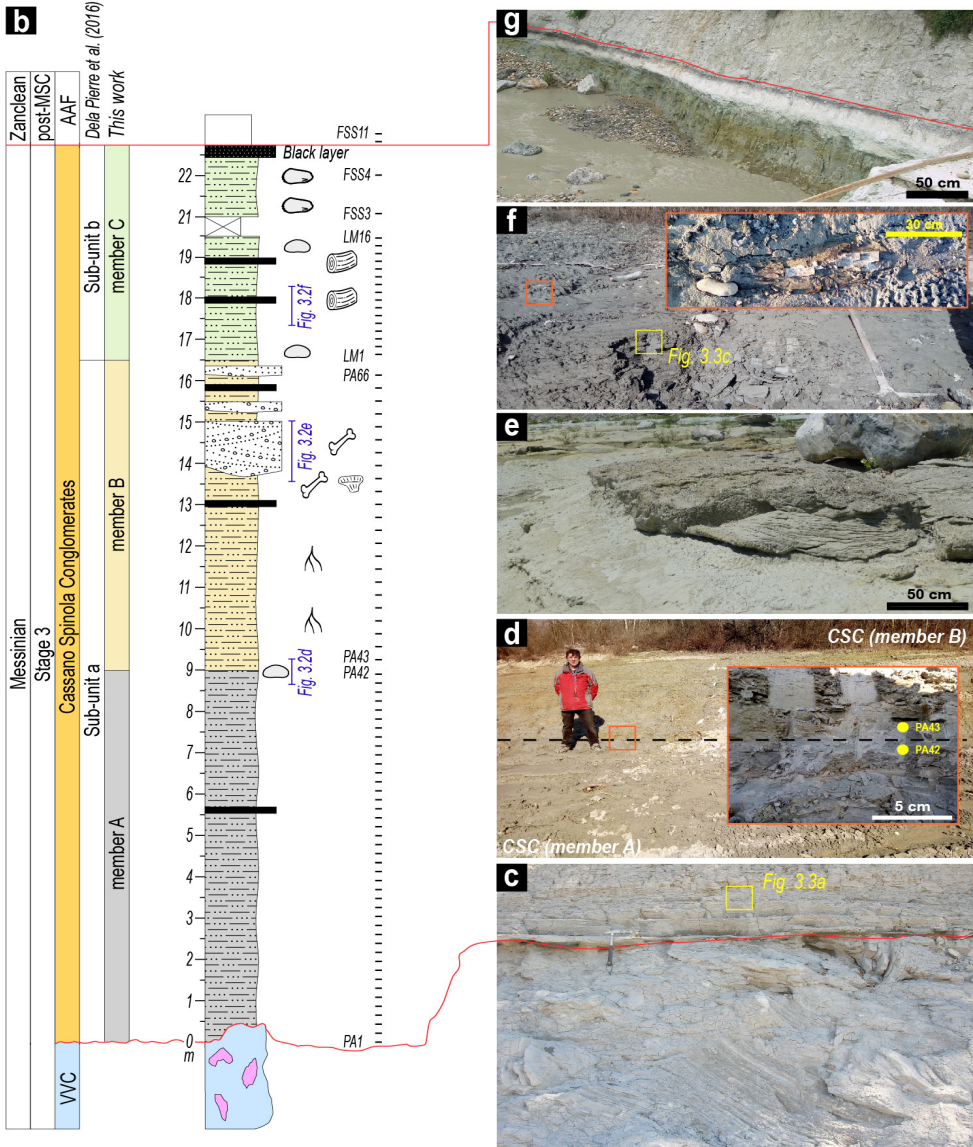 b
Zanclean
post-MSC
AAF
Dela Pierre et al. (2016)
This work
Messinian
Stage 3
Cassano Spinola Conglomerates
VVC
Sub-unit b
Sub-unit a
member C
member B
member A
FSS11
Black layer
22
FSS4
21
FSS3
LM16
19
18
Fig. 3.2f
17
LM1
PA66
16
15
Fig. 3.2e
14
13
12
11
10
PA43
9
PA42
Fig. 3.2d
8
7
6
5
4
3
2
1
0
m
PA1
g
50 cm
f
30 cm
Fig. 3.3c
e
50 cm
d
CSC (member B)
PA43
PA42
5 cm
CSC (member A)
c
Fig. 3.3a